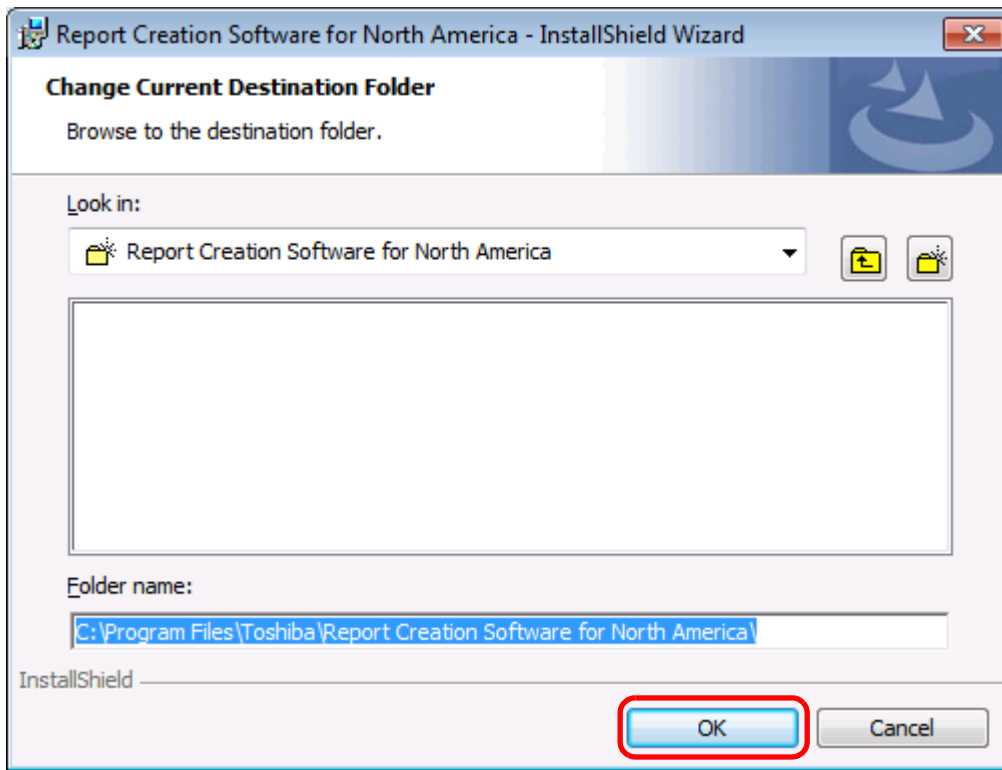 Report Creation Software for North America - InstallShield Wizard
Change Current Destination Folder
Browse to the destination folder.
Look in:
Report Creation Software for North America
Folder name:
C:\Program Files\Toshiba\Report Creation Software for North America\
InstallShield
OK Cancel